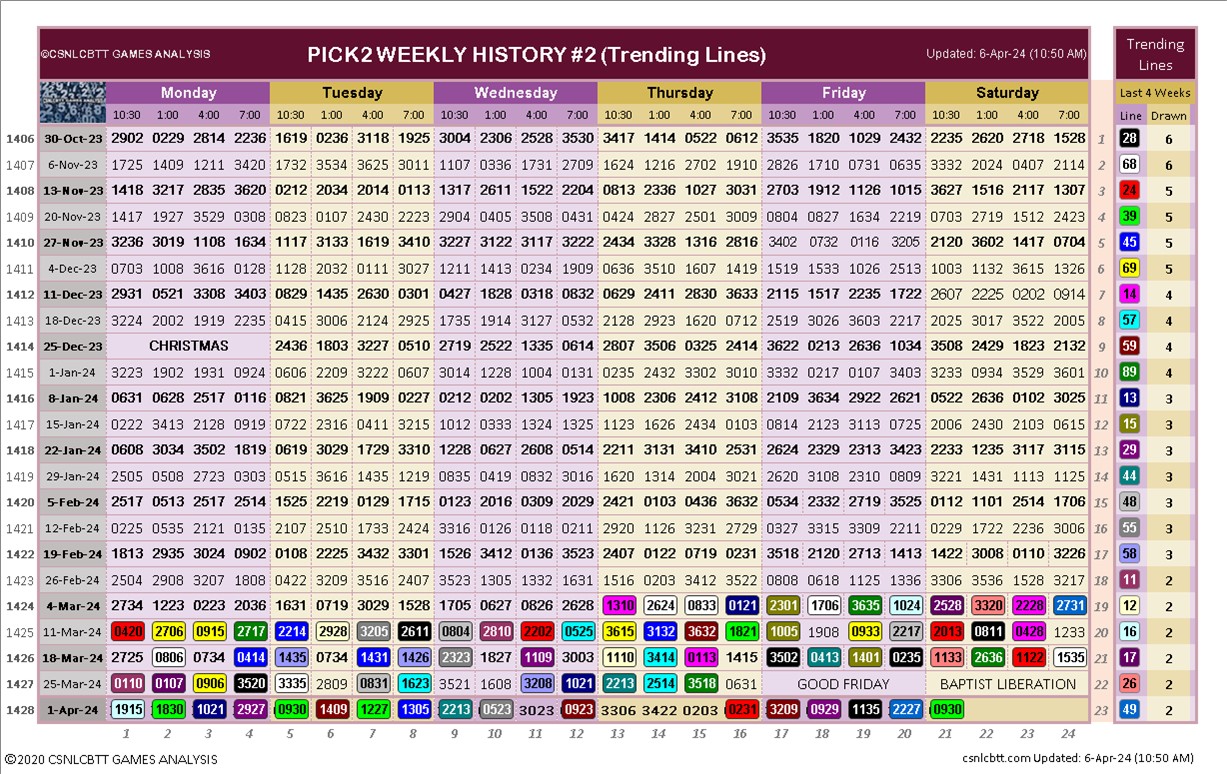 ©2020 CSNLCBTT GAMES ANALYSIS PICK2 WEEKLY HISTORY #2 (Trending Lines) Updated: 6-Apr-24 (10:50 AM) Trending Lines
Monday Tuesday Wednesday Thursday Friday Saturday Last 4 Weeks
10:30 1:00 4:00 7:00 10:30 1:00 4:00 7:00 10:30 1:00 4:00 7:00 10:30 1:00 4:00 7:00 10:30 1:00 4:00 7:00 10:30 1:00 4:00 7:00 Line Drawn
1406 30-Oct-23 2902 0229 2814 2236 1619 0236 3118 1925 3004 2306 2528 3530 3417 1414 0522 0612 3535 1820 1029 2432 2235 2620 2718 1528 1 28 6
1407 6-Nov-23 1725 1409 1211 3420 1732 3534 3625 3011 1107 0336 1731 2709 1624 1216 2702 1910 2826 1710 0131 0635 3332 2024 0407 2114 2 68 6
1408 13-Nov-23 1418 3217 2835 3620 0212 2034 2014 0113 1317 2611 1522 2204 0813 2336 1027 3031 2703 1912 1126 1015 3627 1516 2117 1307 3 24 5
1409 20-Nov-23 1417 1927 3529 0308 0823 0107 2430 2223 2904 0405 3508 0431 0424 2827 2501 3009 0804 0827 1634 2219 0703 2719 1512 2423 4 39 5
1410 27-Nov-23 3236 3019 1108 1634 1117 3133 1619 3410 3227 3122 3117 3222 2434 3328 1316 2816 3402 0732 0116 3205 2120 3602 1417 0704 5 45 5
1411 4-Dec-23 0703 1008 3616 0128 1128 2032 0111 3027 1211 1413 0234 1909 0636 3510 1607 1419 1519 1533 1026 2513 1003 1132 3615 1326 6 69 5
1412 11-Dec-23 2931 0521 3308 3403 0829 1435 2630 0301 0427 1828 0318 0832 0629 2411 2330 3633 2115 1517 2235 1722 2607 2225 0202 0914 7 14 4
1413 18-Dec-23 3224 2002 1919 2235 0415 3006 2124 2923 1735 1914 3127 0532 2128 2923 1620 0712 2519 3026 3503 2217 2025 3017 3522 2005 8 57 4
1414 25-Dec-23 CHRISTMAS 2436 1803 3227 0510 2719 2522 1335 0614 2807 3506 0325 2414 3622 0213 2636 1034 3508 2429 1823 2132 9 59 4
1415 1-Jan-24 3223 1902 1931 0924 0606 2209 3222 0607 3014 1228 1004 0131 0235 2432 3302 3010 3332 0217 0107 3403 2233 0934 3529 3601 10 89 4
1416 8-Jan-24 0631 0628 2517 0116 0821 3625 1909 0227 0212 0202 1305 1923 1008 2306 2412 3108 2109 3634 2922 2621 0522 2636 0102 3025 11 13 3
1417 15-Jan-24 0222 3413 2128 0919 0722 2316 0411 3211 1012 0333 1324 1325 1123 1626 2434 0103 0814 2123 3113 0725 2006 2430 2103 0615 12 15 3
1418 22-Jan-24 0608 3034 3502 1819 0619 3029 1729 3319 1228 0627 2608 0514 2211 3131 3410 2531 2624 2329 2313 3423 2233 1235 3117 3115 13 29 3
1419 29-Jan-24 2505 0508 2723 0303 0515 3616 1435 1219 0835 0419 0832 3016 1620 1314 2004 3021 2620 3108 2310 0809 3221 1431 1113 1125 14 44 3
1420 5-Feb-24 2517 0513 2517 2514 1525 2219 0129 1715 0123 2016 0309 2029 2421 0103 0436 3632 0534 2332 2719 3525 0112 1101 2514 1706 15 48 3
1421 12-Feb-24 0225 0535 2121 0135 2107 2510 1733 2424 3316 0126 0118 0211 2920 1126 3231 2729 0327 3315 3309 2211 0229 1722 2236 3006 16 55 3
1422 19-Feb-24 1813 2935 3024 0902 0108 2225 3432 3301 1526 3412 0136 3523 2407 0122 0719 0231 3518 2120 2713 1413 1422 3008 0110 3226 17 58 3
1423 26-Feb-24 2504 2908 3207 1808 0422 3209 3516 2407 3523 1305 1332 1631 1516 0203 3412 3522 0808 0618 1125 1336 3306 3536 1528 3217 18 11 2
1424 4-Mar-24 2734 1223 0223 2036 1631 0719 3029 1528 1705 0627 0826 2628 1310 2624 0833 0121 2301 1706 3635 1024 2528 3320 2228 2731 19 12 2
1425 11-Mar-24 0420 2706 0915 2717 2214 2928 3205 2611 0804 2810 2202 0525 3615 3132 3632 1821 1005 1908 0933 2217 2013 0811 0428 1233 20 16 2
1426 18-Mar-24 2725 0806 0734 0414 1435 0734 1431 1426 2323 1827 1109 3003 1110 3414 0113 1415 3502 0413 1401 0235 1133 2636 1122 1535 21 17 2
1427 25-Mar-24 0110 0107 0906 3520 3335 2809 0831 1623 3521 1608 3208 1021 2213 2514 3518 0631 GOOD FRIDAY BAPTIST LIBERATION 22 26 2
1428 1-Apr-24 1915 1830 1021 2927 0930 1409 1227 1305 2213 0523 3023 0923 3306 3422 0203 0231 3209 0929 1135 2227 0930 23 49 2
1 2 3 4 5 6 7 8 9 10 11 12 13 14 15 16 17 18 19 20 21 22 23 24
©2020 CSNLCBTT GAMES ANALYSIS csnlcbtt.com Updated: 6-Apr-24 (10:50 AM)